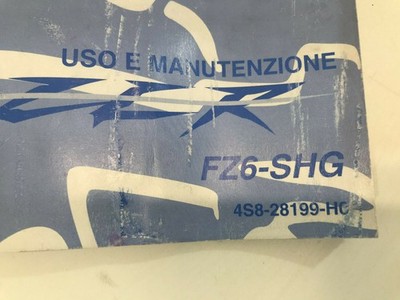 USO E MANUTENZIONE
FZ6-SHG
4S8-28199-HC